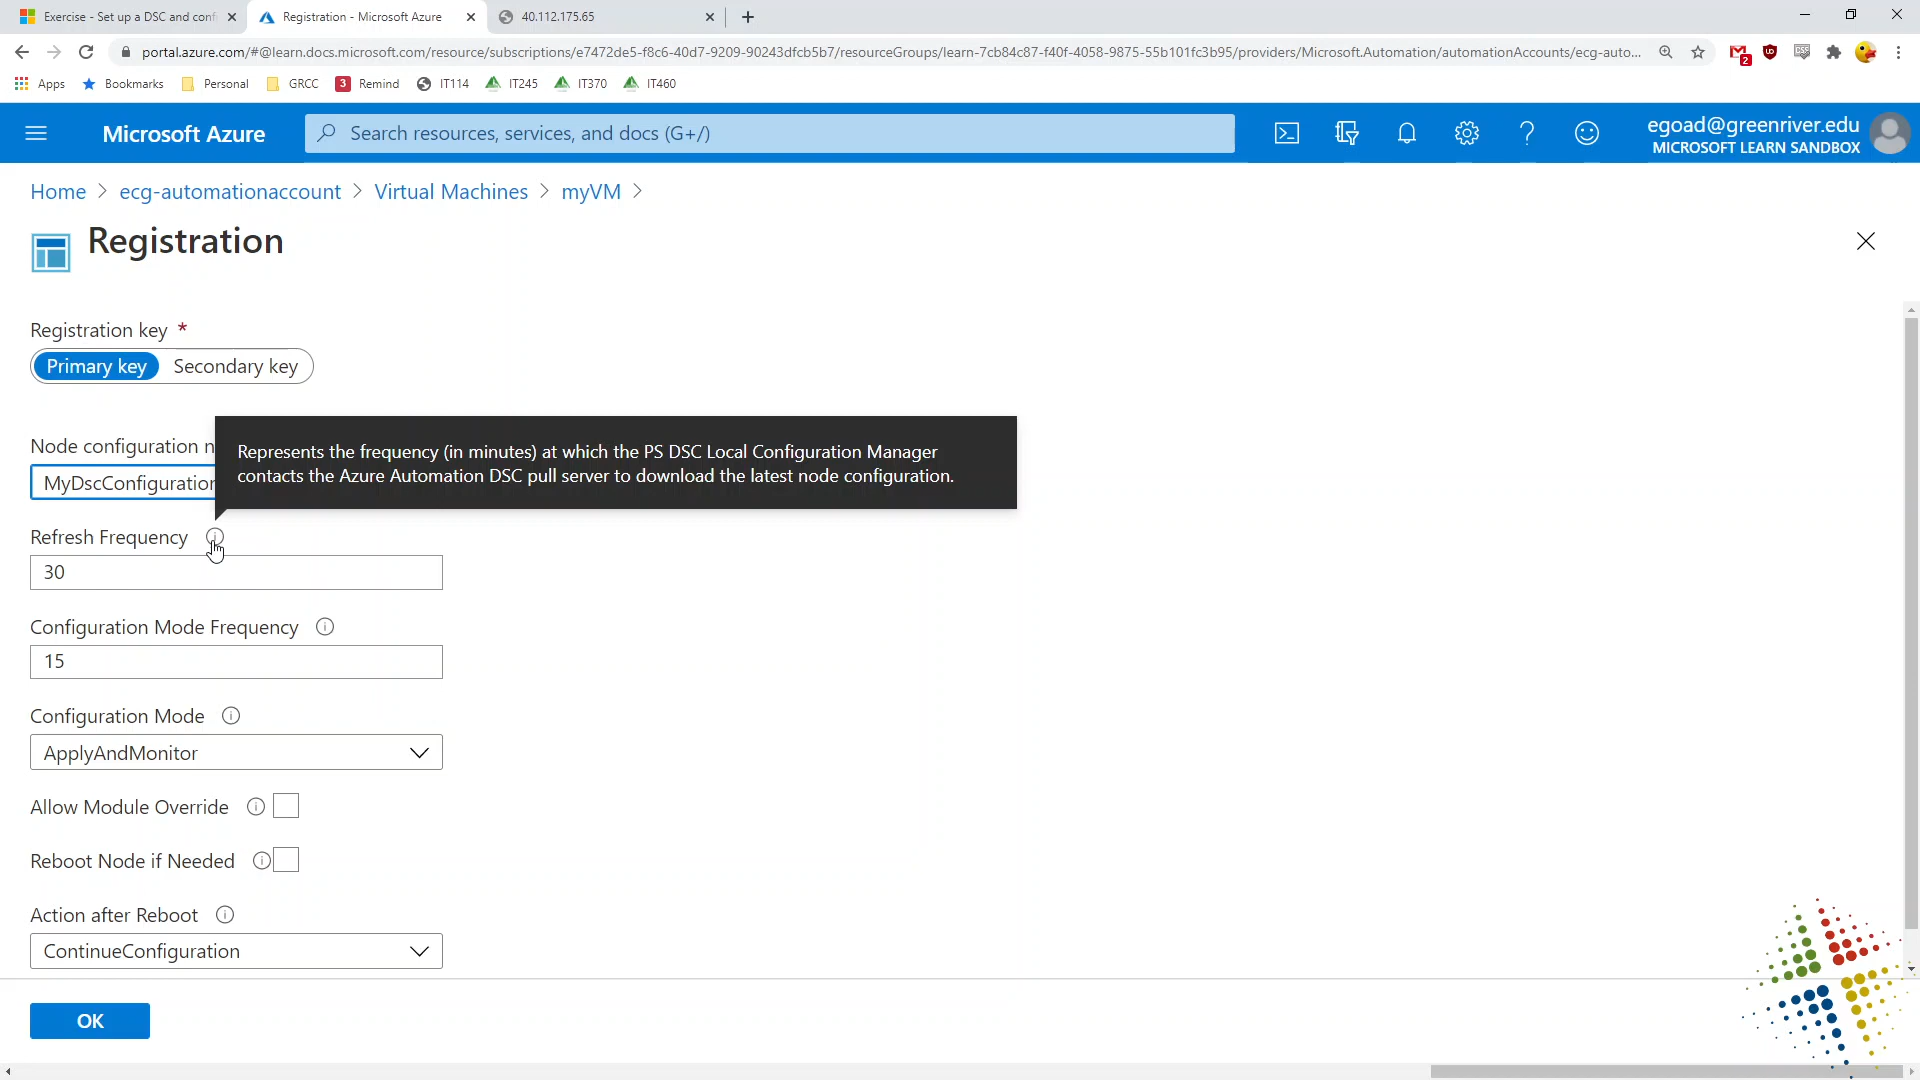 Exercise - Set up a DSC and conf
Registration - Microsoft Azure
40.112.175.65
portal.azure.com/#@learn.docs.microsoft.com/resource/subscriptions/e7472de5-f8c6-40d7-9209-90243dfcb5b7/resourceGroups/learn-7cb84c87-f40f-4058-9875-55b101fc3b95/providers/Microsoft.Automation/automationAccounts/ecg-auto...
2
Apps
Bookmarks
Personal
GRCC
3 Remind
IT114
IT245
IT370
IT460
Microsoft Azure
Search resources, services, and docs (G+/)
egoad@greenriver.edu
MICROSOFT LEARN SANDBOX
Home > ecg-automationaccount > Virtual Machines > myVM >
Registration
Registration key *
Primary key
Secondary key
Node configuration n
Represents the frequency (in minutes) at which the PS DSC Local Configuration Manager
contacts the Azure Automation DSC pull server to download the latest node configuration.
MyDscConfiguration
Refresh Frequency
30
Configuration Mode Frequency
15
Configuration Mode
ApplyAndMonitor
Allow Module Override
Reboot Node if Needed
Action after Reboot
ContinueConfiguration
OK